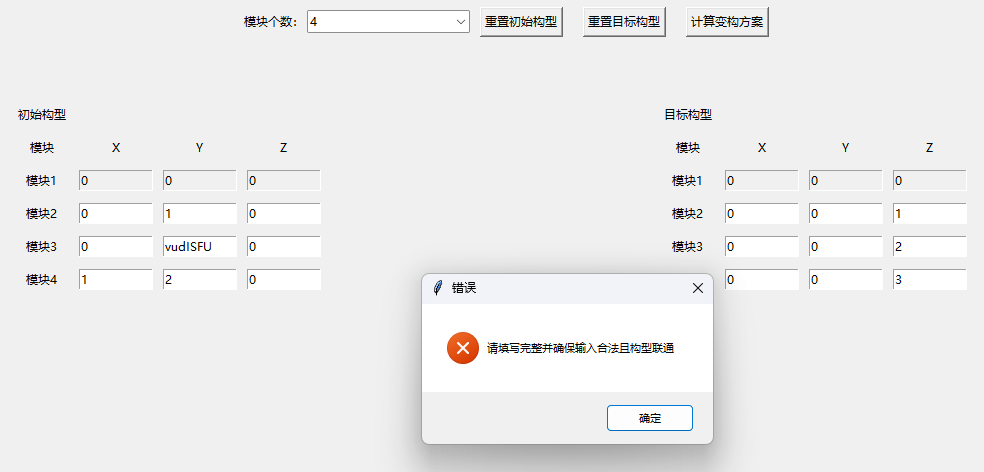 模块个数： 4 重置初始构型 重置目标构型 计算变构方案
初始构型 目标构型
模块 X Y Z 模块 X Y Z
模块1 0 0 0 模块1 0 0 0
模块2 0 1 0 模块2 0 0 1
模块3 0 vudISFU 0 模块3 0 0 2
模块4 1 2 0 0 0 3
错误
请填写完整并确保输入合法且构型联通
确定